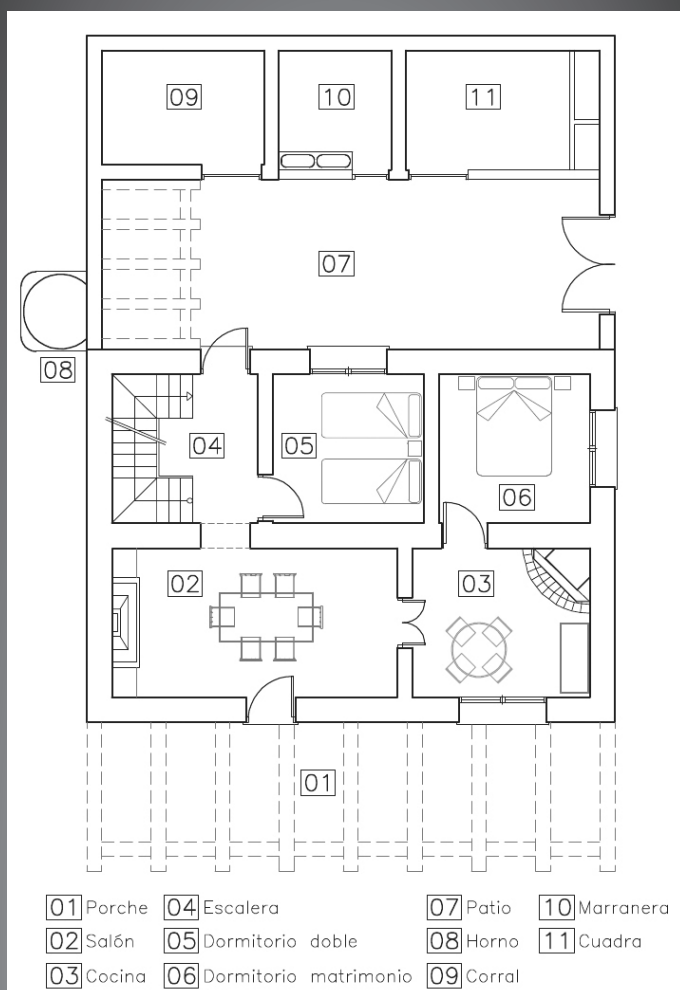 09 10 11
07
08
04 05
06
02 03
01
01 Porche 04 Escalera 07 Patio 10 Marranera
02 Salón 05 Dormitorio doble 08 Horno 11 Cuadra
03 Cocina 06 Dormitorio matrimonio 09 Corral